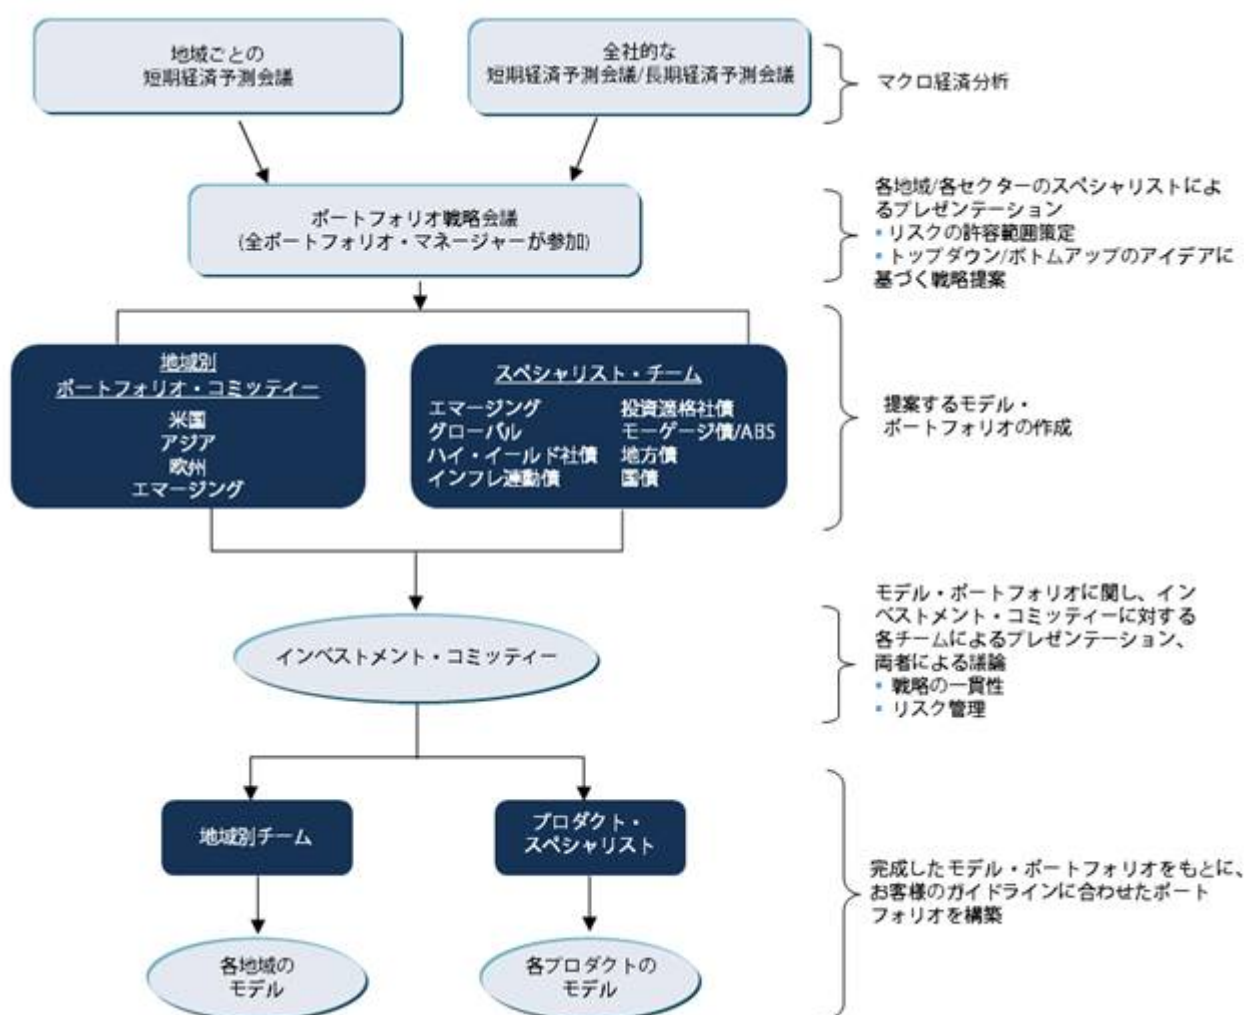 地域ごとの
短期経済予測会議
全社的な
短期経済予測会議/長期経済予測会議
マクロ経済分析
ポートフォリオ戦略会議
(全ポートフォリオ・マネージャーが参加)
各地域/各セクターのスペシャリストによ
るプレゼンテーション
▪リスクの許容範囲策定
▪トップダウン/ボトムアップのアイデアに
基づく戦略提案
地域別
ポートフォリオ・コミッティー
米国
アジア
欧州
エマージング
スペシャリスト・チーム
エマージング 投資適格社債
グローバル モーゲージ債/ABS
ハイ・イールド社債 地方債
インフレ連動債 国債
提案するモデル・
ポートフォリオの作成
インベストメント・コミッティー
モデル・ポートフォリオに関し、イン
ベストメント・コミッティーに対する
各チームによるプレゼンテーション、
両者による議論
▪ 戦略の一貫性
▪ リスク管理
地域別チーム
プロダクト・
スペシャリスト
完成したモデル・ポートフォリオをもとに、
お客様のガイドラインに合わせたポート
フォリオを構築
各地域の
モデル
各プロダクトの
モデル